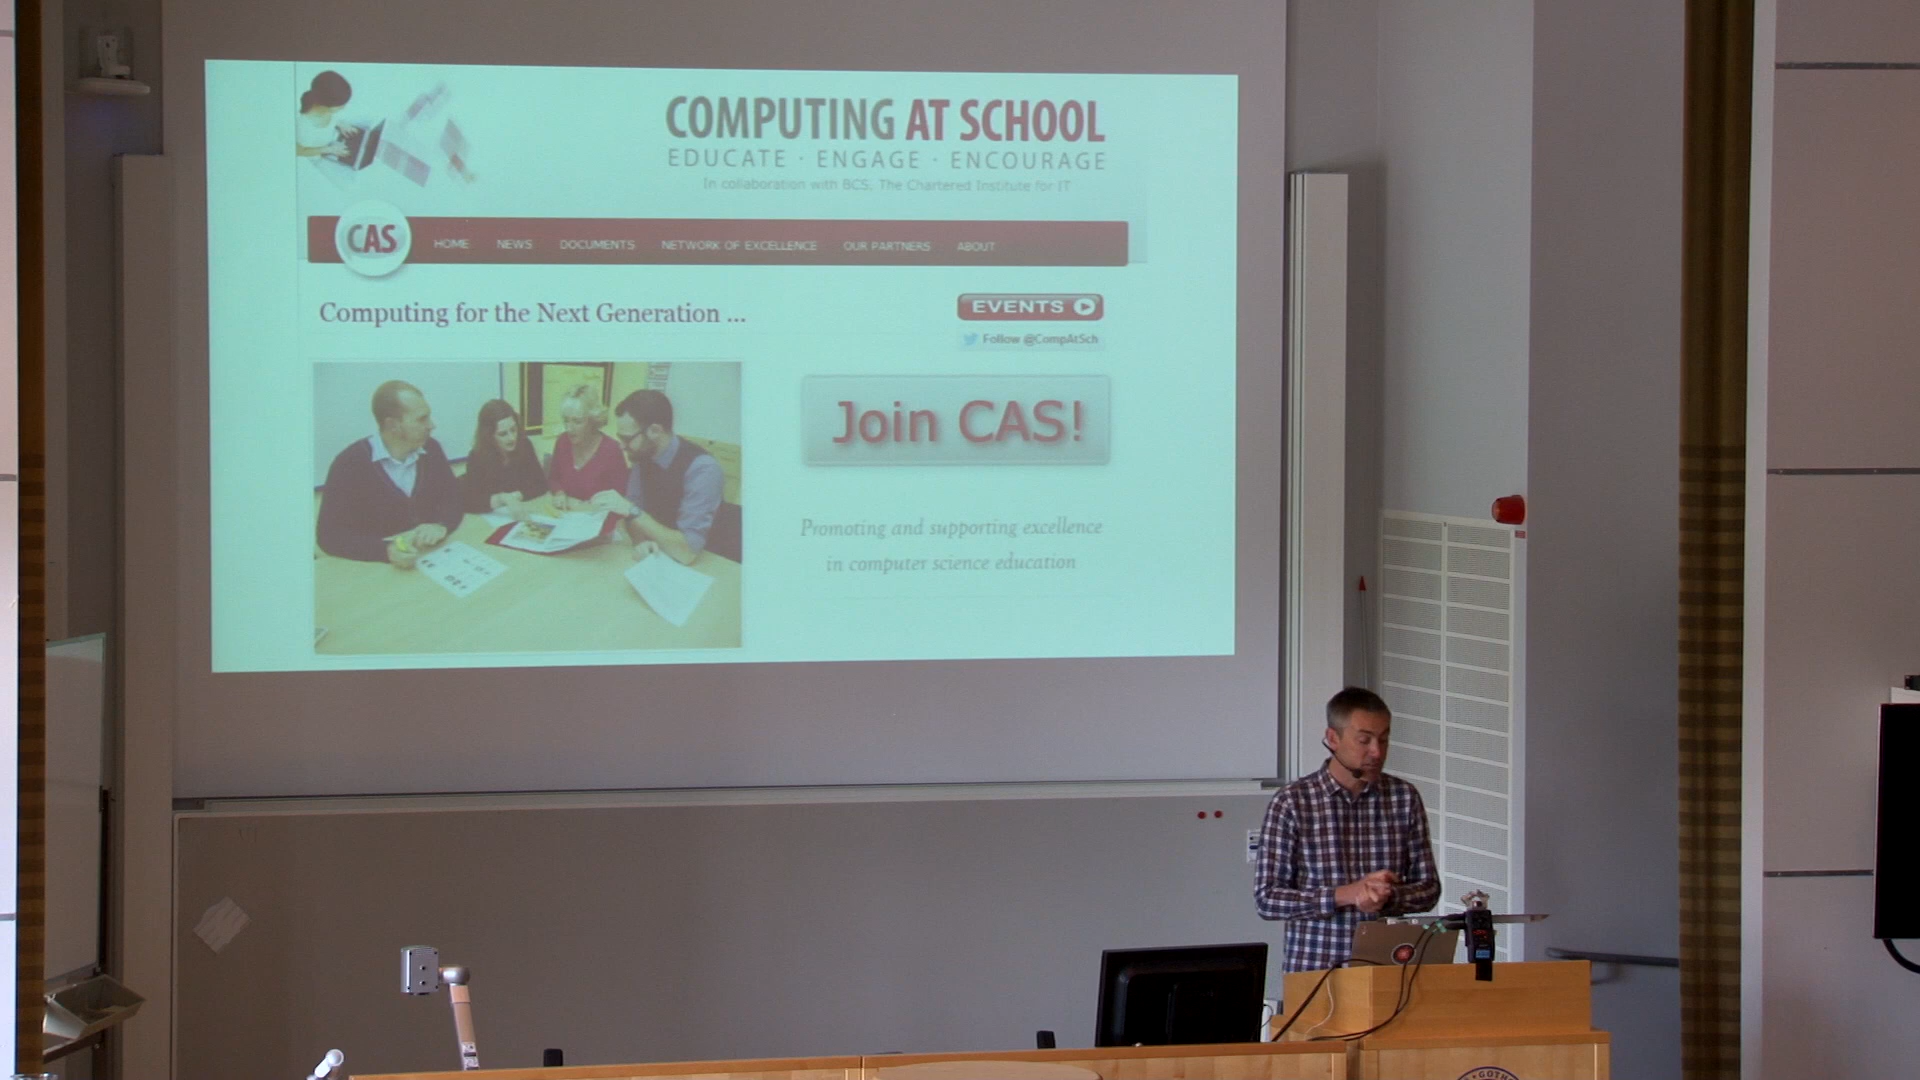 COMPUTING AT SCHOOL
EDUCATE · ENGAGE · ENCOURAGE
In collaboration with BCS, The Chartered Institute for IT
CAS
HOME NEWS DOCUMENTS NETWORK OF EXCELLENCE OUR PARTNERS ABOUT
Computing for the Next Generation ...
EVENTS
Follow @CompAtSch
Join CAS!
Promoting and supporting excellence
in computer science education